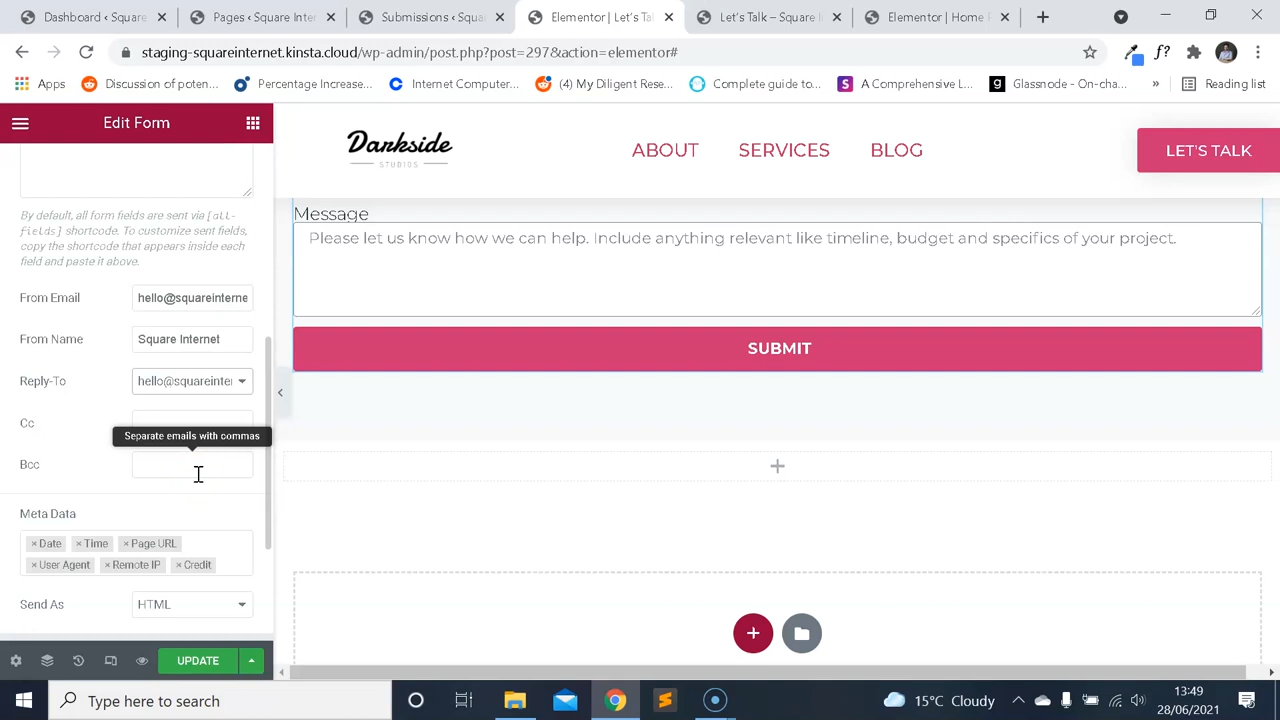 Dashboard ‹ Square
Pages ‹ Square Inter
Submissions ‹ Squa
Elementor | Let's Ta
Let's Talk – Square I
Elementor | Home P
staging-squareinternet.kinsta.cloud/wp-admin/post.php?post=297&action=elementor#
f?
Apps
Discussion of poten...
Percentage Increase...
Internet Computer...
(4) My Diligent Rese...
Complete guide to...
A Comprehensive L...
Glassnode - On-cha...
»
Reading list
Edit Form
Darkside
STUDIOS
ABOUT
SERVICES
BLOG
LET'S TALK
By default, all form fields are sent via [all-
fields] shortcode. To customize sent fields,
copy the shortcode that appears inside each
field and paste it above.
Message
Please let us know how we can help. Include anything relevant like timeline, budget and specifics of your project.
From Email
hello@squareinterne
From Name
Square Internet
SUBMIT
Reply-To
hello@squareinter
Cc
Separate emails with commas
Bcc
Meta Data
× Date × Time × Page URL
× User Agent × Remote IP × Credit
Send As
HTML
UPDATE
Type here to search
15°C Cloudy
13:49
28/06/2021